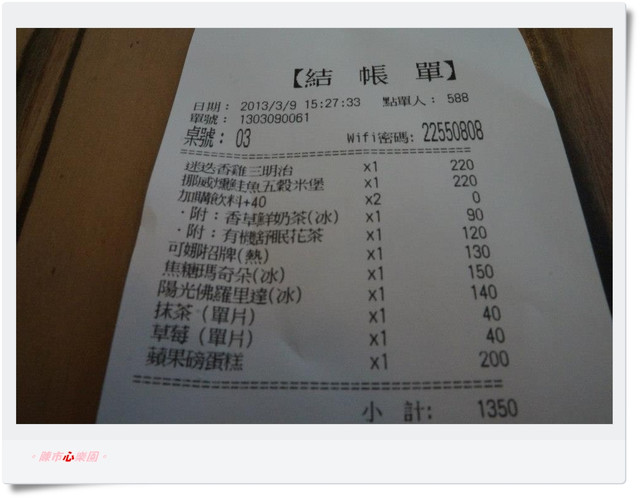 【結帳單】
日期: 2013/3/9 15:27:33 點單人: 588
單號: 1303090061
桌號: 03 Wifi密碼: 22550808
迷迭香雞三明治 x1 220
挪威燻鮭魚五穀米堡 x1 220
加購飲料+40 x2 0
·附:香草鮮奶茶(冰) x1 90
·附:有機舒眠花茶 x1 120
可娜招牌(熱) x1 130
焦糖瑪奇朵(冰) x1 150
陽光佛羅里達(冰) x1 140
抹茶(單片) x1 40
草莓(單片) x1 40
蘋果磅蛋糕 x1 200
小計: 1350
心樂園